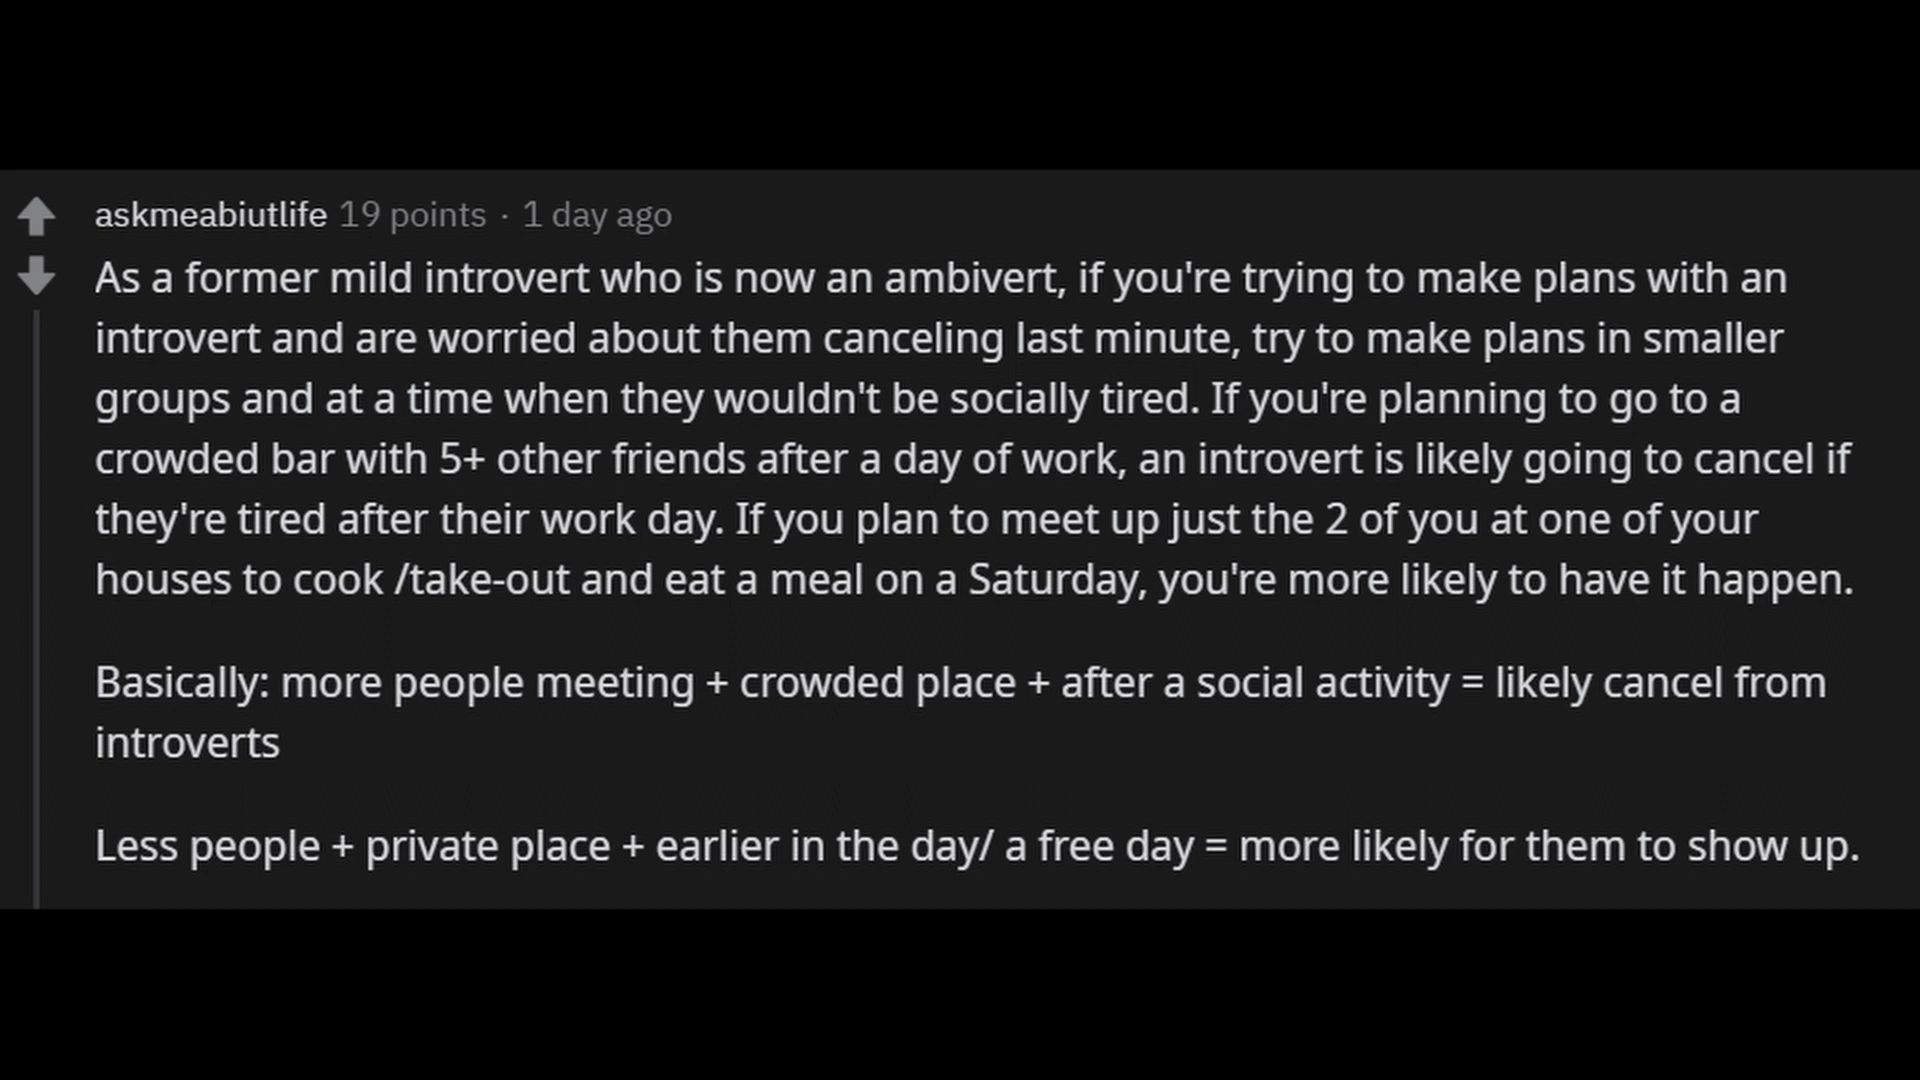 askmeabiutlife 19 points · 1 day ago
As a former mild introvert who is now an ambivert, if you're trying to make plans with an
introvert and are worried about them canceling last minute, try to make plans in smaller
groups and at a time when they wouldn't be socially tired. If you're planning to go to a
crowded bar with 5+ other friends after a day of work, an introvert is likely going to cancel if
they're tired after their work day. If you plan to meet up just the 2 of you at one of your
houses to cook /take-out and eat a meal on a Saturday, you're more likely to have it happen.
Basically: more people meeting + crowded place + after a social activity = likely cancel from
introverts
Less people + private place + earlier in the day/ a free day = more likely for them to show up.